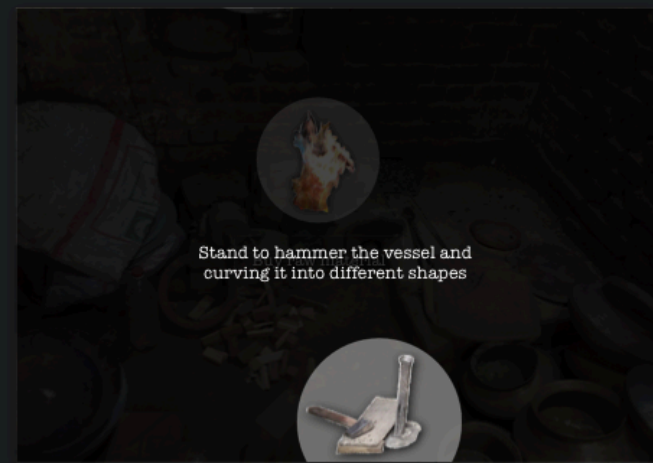 Stand to hammer the vessel and
curving it into different shapes